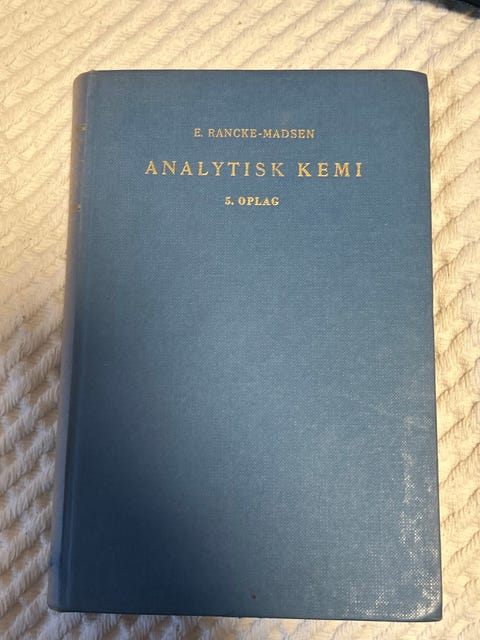 E. RANCKE-MADSEN
ANALYTISK KEMI
5. OPLAG